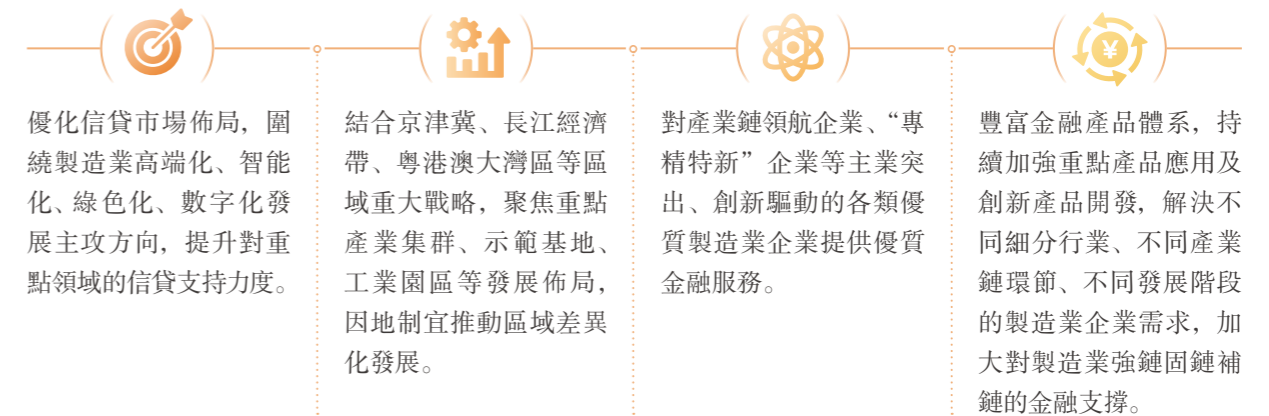 優化信貸市場佈局，圍
繞製造業高端化、智能
化、綠色化、數字化發
展主攻方向，提升對重
點領域的信貸支持力度。
結合京津冀、長江經濟
帶、粵港澳大灣區等區
域重大戰略，聚焦重點
產業集群、示範基地、
工業園區等發展佈局，
因地制宜推動區域差異
化發展。
對產業鏈領航企業、“專
精特新”企業等主業突
出、創新驅動的各類優
質製造業企業提供優質
金融服務。
¥
豐富金融產品體系，持
續加強重點產品應用及
創新產品開發，解決不
同細分行業、不同產業
鏈環節、不同發展階段
的製造業企業需求，加
大對製造業強鏈固鏈補
鏈的金融支撐。